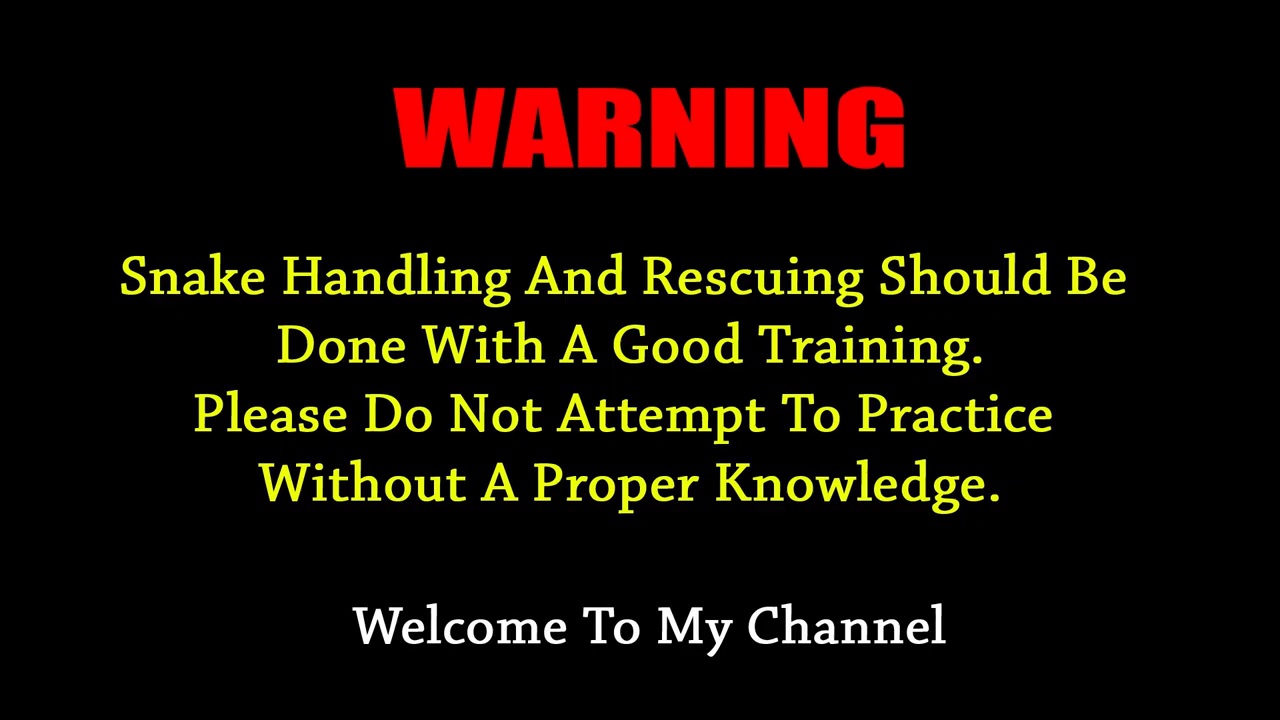 WARNING
Snake Handling And Rescuing Should Be
Done With A Good Training.
Please Do Not Attempt To Practice
Without A Proper Knowledge.
Welcome To My Channel